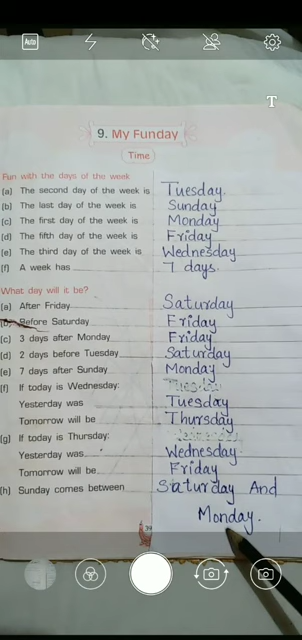 Auto
T
9. My Funday
Time
Fun with the days of the week
(a) The second day of the week is Tuesday.
(b) The last day of the week is Sunday
(c) The first day of the week is Monday
(d) The fifth day of the week is Friday
(e) The third day of the week is Wednesday
(f) A week has 7 days.
What day will it be?
(a) After Friday Saturday
(b) Before Saturday Friday
(c) 3 days after Monday Friday
(d) 2 days before Tuesday Saturday
(e) 7 days after Sunday Monday
(f) If today is Wednesday:
Yesterday was Tuesday
Tomorrow will be Thursday
(g) If today is Thursday:
Yesterday was Wednesday
Tomorrow will be Friday
(h) Sunday comes between Saturday And
Monday.
39